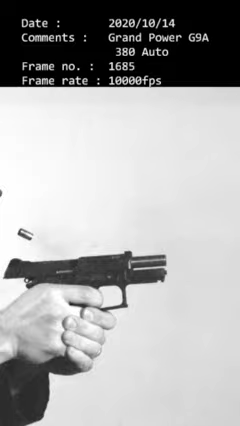 Date : 2020/10/14
Comments : Grand Power G9A
380 Auto
Frame no. : 1685
Frame rate : 10000fps